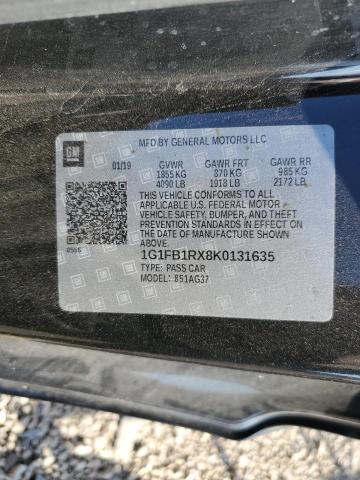 GM
MFD BY GENERAL MOTORS LLC
01/19 GVWR GAWR FRT GAWR RR
1855 KG 870 KG 985 KG
4090 LB 1918 LB 2172 LB
THIS VEHICLE CONFORMS TO ALL
APPLICABLE U.S. FEDERAL MOTOR
VEHICLE SAFETY, BUMPER, AND THEFT
PREVENTION STANDARDS IN EFFECT ON
THE DATE OF MANUFACTURE SHOWN ABOVE.
1G1FB1RX8K0131635
TYPE: PASS CAR
MODEL: 851AG37